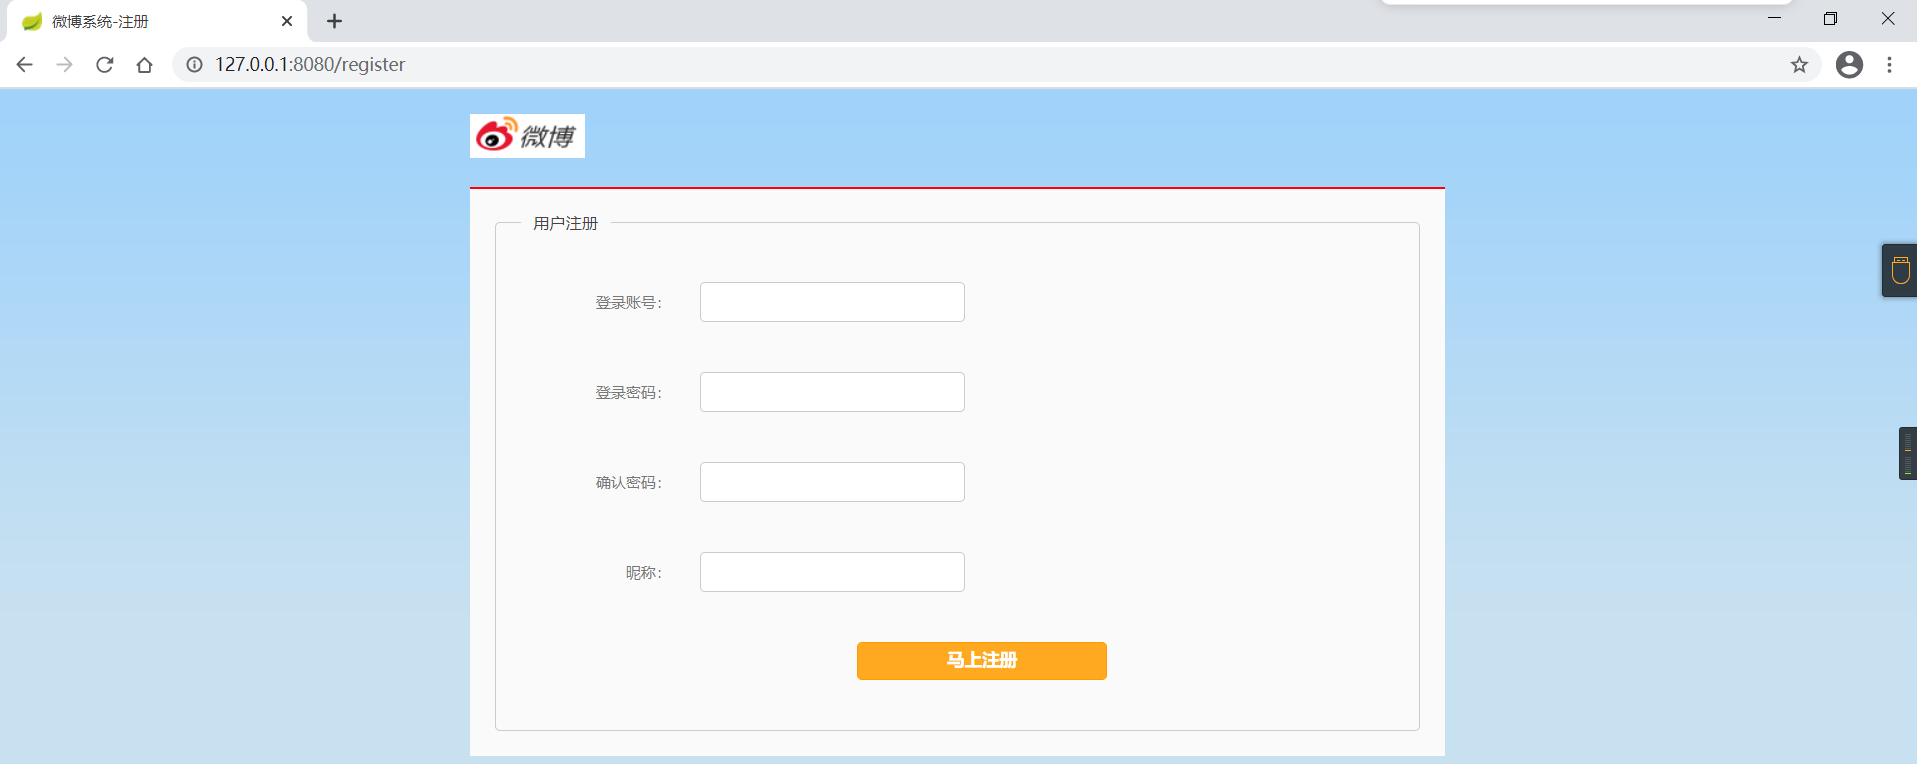 微博系统-注册
127.0.0.1:8080/register
微博
用户注册
登录账号：
登录密码：
确认密码：
昵称：
马上注册